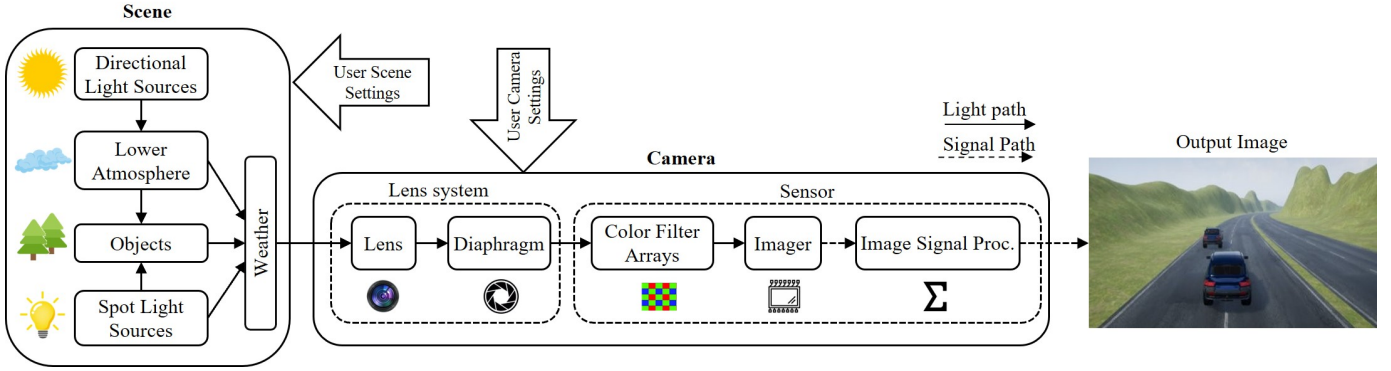 Scene
Directional
Light Sources
Lower
Atmosphere
Objects
Spot Light
Sources
Weather
User Scene
Settings
User Camera
Settings
Camera
Lens system
Lens
Diaphragm
Sensor
Color Filter
Arrays
Imager
Image Signal Proc.
Σ
Light path
Signal Path
Output Image